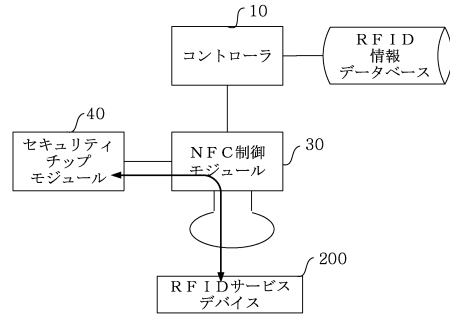 10
コントローラ
ＲＦＩＤ
情報
データベース
40
セキュリティ
チップ
モジュール
ＮＦＣ制御
モジュール
30
200
ＲＦＩＤサービス
デバイス